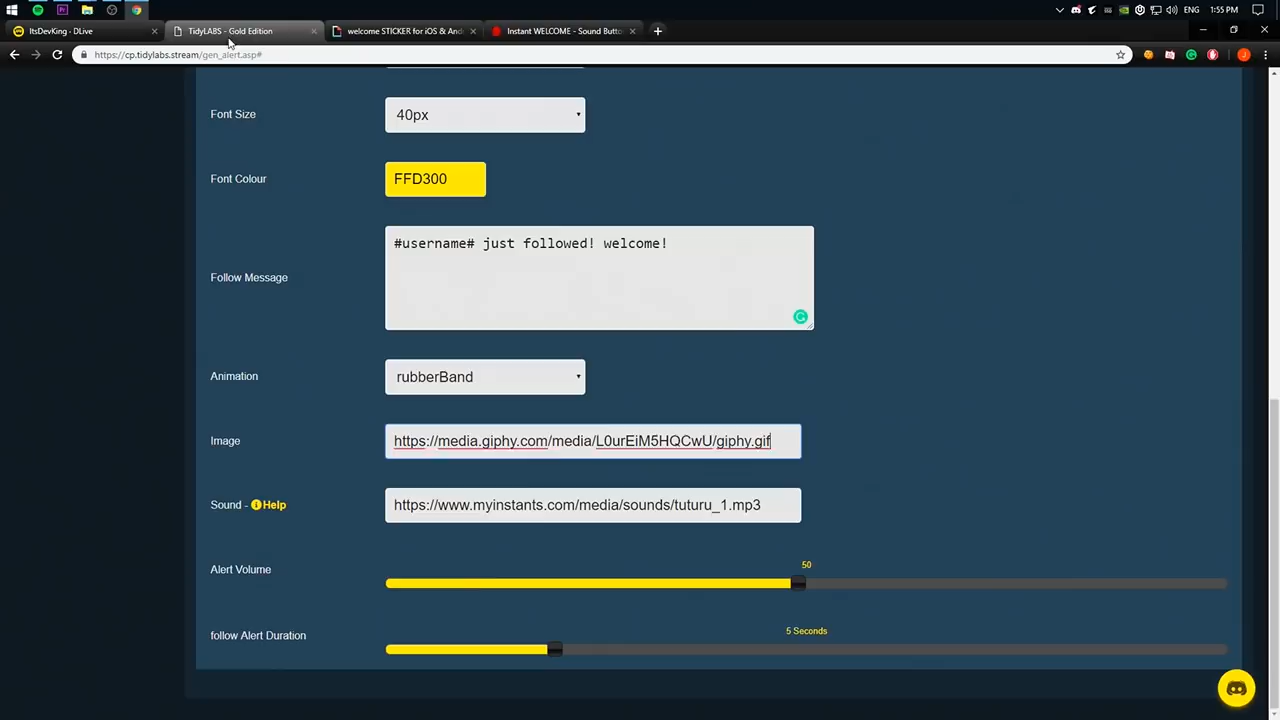 ItsDevKing - DLive
TidyLABS - Gold Edition
welcome STICKER for iOS & And
Instant WELCOME - Sound Butto
ENG
1:55 PM
https://cp.tidylabs.stream/gen_alert.asp#
J
Font Size
40px
Font Colour
FFD300
Follow Message
#username# just followed! welcome!
Animation
rubberBand
Image
https://media.giphy.com/media/L0urEiM5HQCwU/giphy.gif
Sound - Help
https://www.myinstants.com/media/sounds/tuturu_1.mp3
Alert Volume
50
follow Alert Duration
5 Seconds